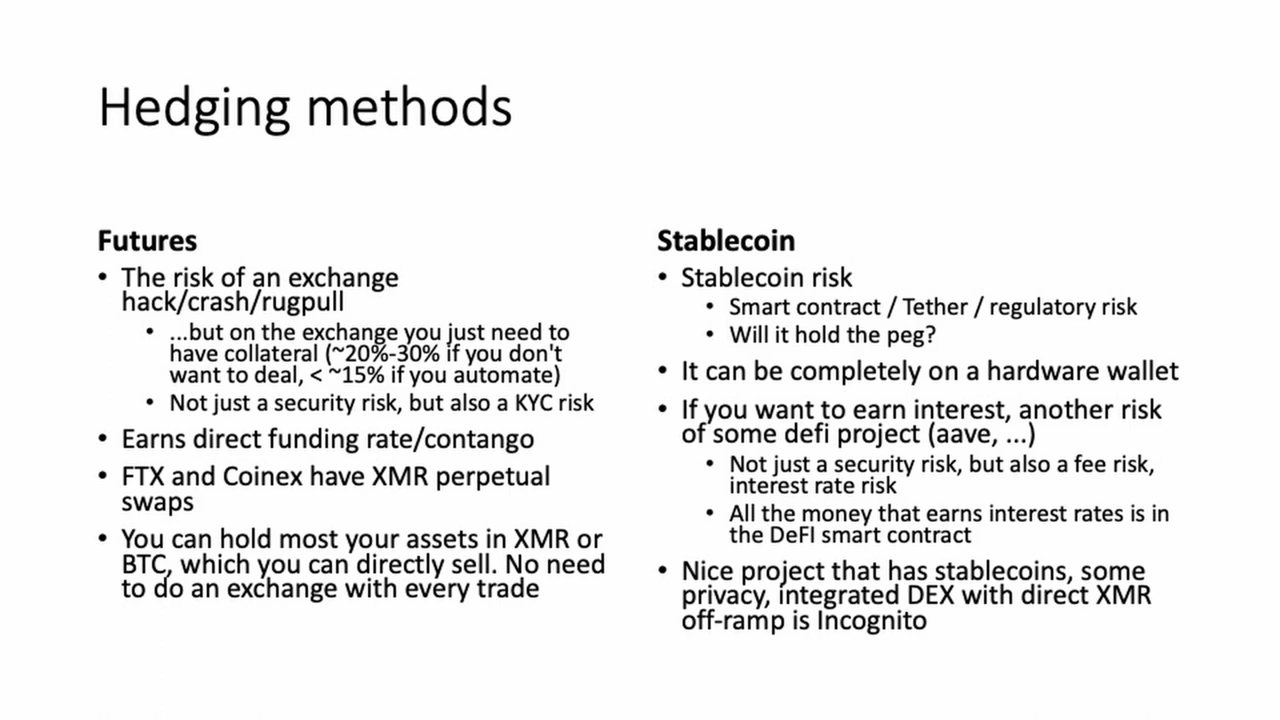 Hedging methods
Futures
• The risk of an exchange
hack/crash/rugpull
• ...but on the exchange you just need to
have collateral (~20%-30% if you don't
want to deal, < ~15% if you automate)
• Not just a security risk, but also a KYC risk
• Earns direct funding rate/contango
• FTX and Coinex have XMR perpetual
swaps
• You can hold most your assets in XMR or
BTC, which you can directly sell. No need
to do an exchange with every trade
Stablecoin
• Stablecoin risk
• Smart contract / Tether / regulatory risk
• Will it hold the peg?
• It can be completely on a hardware wallet
• If you want to earn interest, another risk
of some defi project (aave, ...)
• Not just a security risk, but also a fee risk,
interest rate risk
• All the money that earns interest rates is in
the DeFI smart contract
• Nice project that has stablecoins, some
privacy, integrated DEX with direct XMR
off-ramp is Incognito